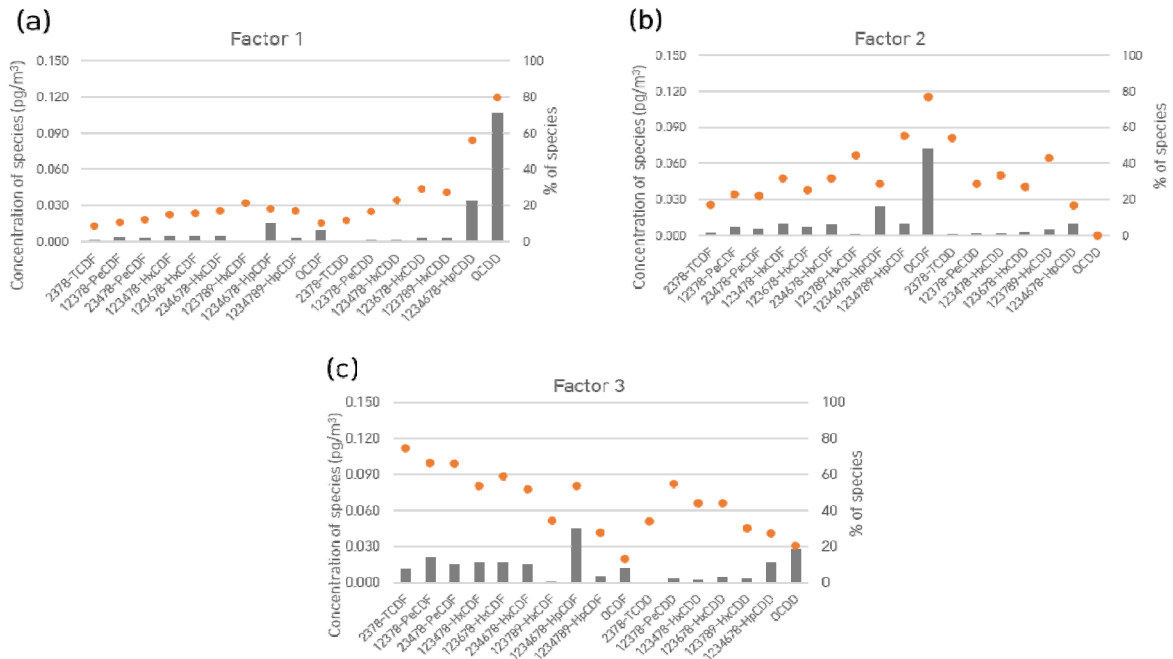 (a)
Factor 1
Concentration of species (pg/m³)
0.150
0.120
0.090
0.060
0.030
0.000
100
80
60
40
20
0
% of species
2378-TCDF
12378-PeCDF
23478-PeCDF
123478-HxCDF
123678-HxCDF
234678-HxCDF
123789-HxCDF
1234678-HpCDF
1234789-HpCDF
OCDF
2378-TCDD
12378-PeCDD
123478-HxCDD
123678-HxCDD
123789-HxCDD
1234678-HpCDD
OCDD
(b)
Factor 2
Concentration of species (pg/m³)
0.150
0.120
0.090
0.060
0.030
0.000
100
80
60
40
20
0
% of species
2378-TCDF
12378-PeCDF
23478-PeCDF
123478-HxCDF
123678-HxCDF
234678-HxCDF
123789-HxCDF
1234678-HpCDF
1234789-HpCDF
OCDF
2378-TCDD
12378-PeCDD
123478-HxCDD
123678-HxCDD
123789-HxCDD
1234678-HpCDD
OCDD
(c)
Factor 3
Concentration of species (pg/m³)
0.150
0.120
0.090
0.060
0.030
0.000
100
80
60
40
20
0
% of species
2378-TCDF
12378-PeCDF
23478-PeCDF
123478-HxCDF
123678-HxCDF
234678-HxCDF
123789-HxCDF
1234678-HpCDF
1234789-HpCDF
OCDF
2378-TCDD
12378-PeCDD
123478-HxCDD
123678-HxCDD
123789-HxCDD
1234678-HpCDD
OCDD